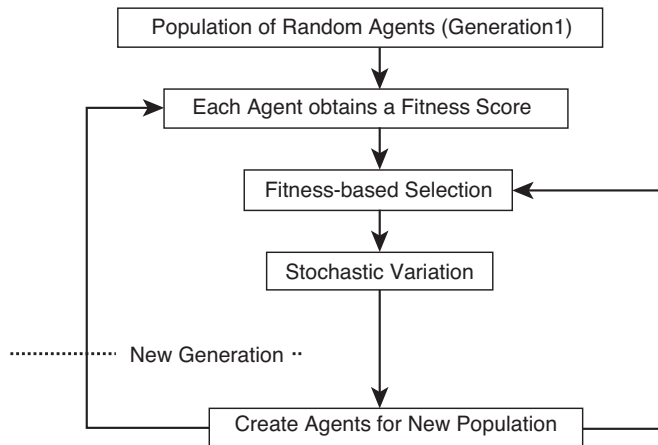 Population of Random Agents (Generation1)
Each Agent obtains a Fitness Score
Fitness-based Selection
Stochastic Variation
New Generation
Create Agents for New Population